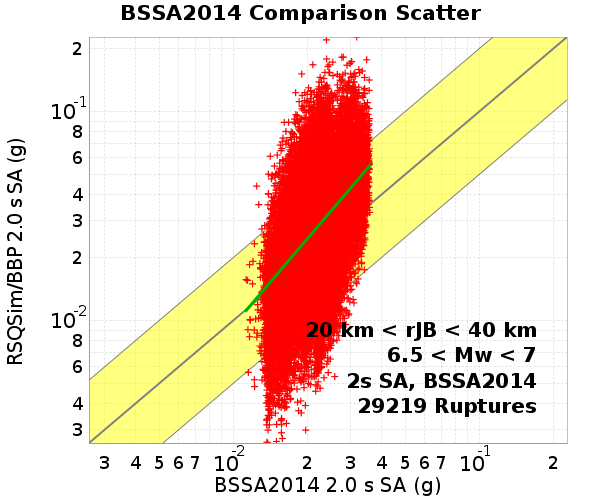 BSSA2014 Comparison Scatter
RSQSim/BBP 2.0 s SA (g)
2
10^-1
8
6
4
3
2
10^-2
8
6
4
3
20 km < rJB < 40 km
6.5 < Mw < 7
2s SA, BSSA2014
29219 Ruptures
3 4 5 6 7 10^-2 2 3 4 5 6 7 10^-1 2
BSSA2014 2.0 s SA (g)